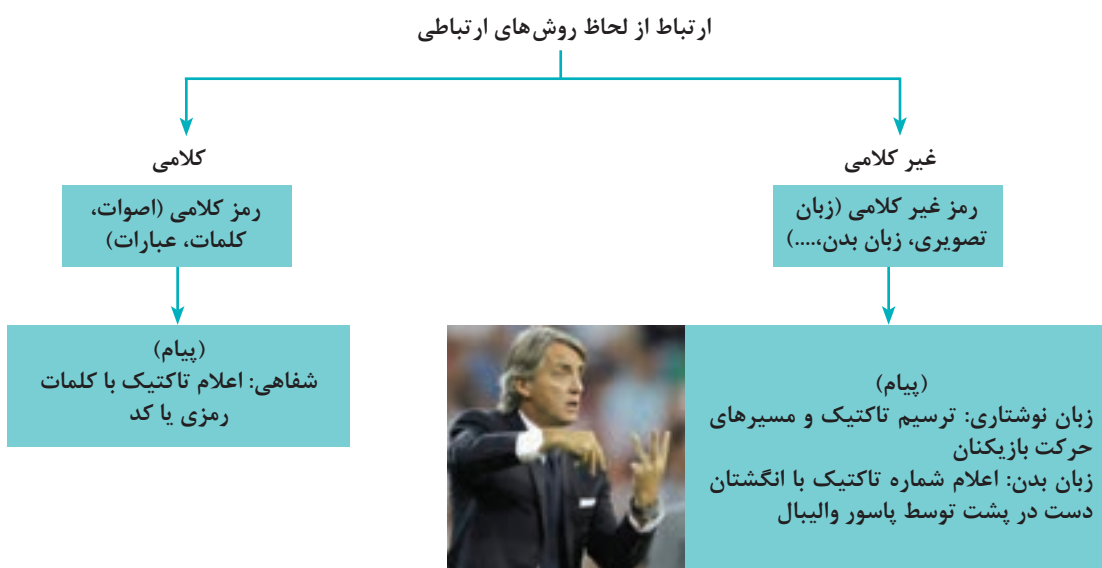 ارتباط از لحاظ روش‌های ارتباطی
غیر کلامی
رمز غیر کلامی (زبان
تصویری، زبان بدن،....)
(پیام)
زبان نوشتاری: ترسیم تاکتیک و مسیرهای
حرکت بازیکنان
زبان بدن: اعلام شماره تاکتیک با انگشتان
دست در پشت توسط پاسور والیبال
کلامی
رمز کلامی (اصوات،
کلمات، عبارات)
(پیام)
شفاهی: اعلام تاکتیک با کلمات
رمزی یا کد